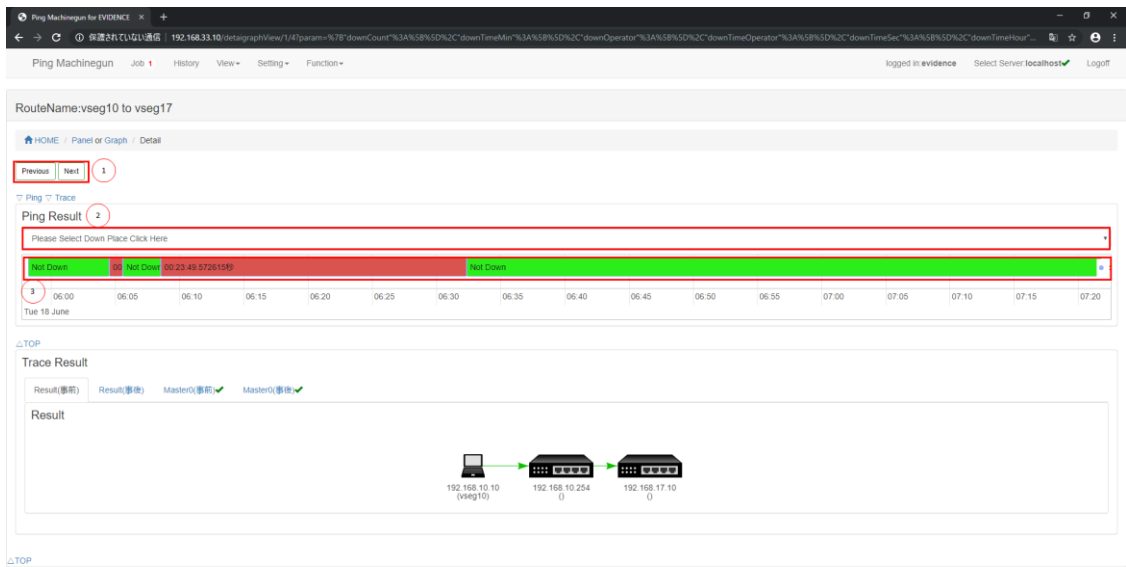 Ping Machinegun for EVIDENCE × +
保護されていない通信 | 192.168.33.10/detaigraphView/1/4?param=%7B"downCount"%3A%5B%5D%2C"downTimeMin"%3A%5B%5D%2C"downOperator"%3A%5B%5D%2C"downTimeOperator"%3A%5B%5D%2C"downTimeSec"%3A%5B%5D%2C"downTimeHour"...
Ping Machinegun Job 1 History View Setting Function logged in:evidence Select Server:localhost✔ Logoff
RouteName:vseg10 to vseg17
HOME / Panel or Graph / Detail
Previous Next 1
▽ Ping ▽ Trace
Ping Result 2
Please Select Down Place Click Here
Not Down 00 Not Down 00:23:49.572615秒 Not Down
3 06:00 06:05 06:10 06:15 06:20 06:25 06:30 06:35 06:40 06:45 06:50 06:55 07:00 07:05 07:10 07:15 07:20
Tue 18 June
△TOP
Trace Result
Result(事前) Result(事後) Master0(事前)✔ Master0(事後)✔
Result
192.168.10.10 192.168.10.254 192.168.17.10
(vseg10) () ()
△TOP